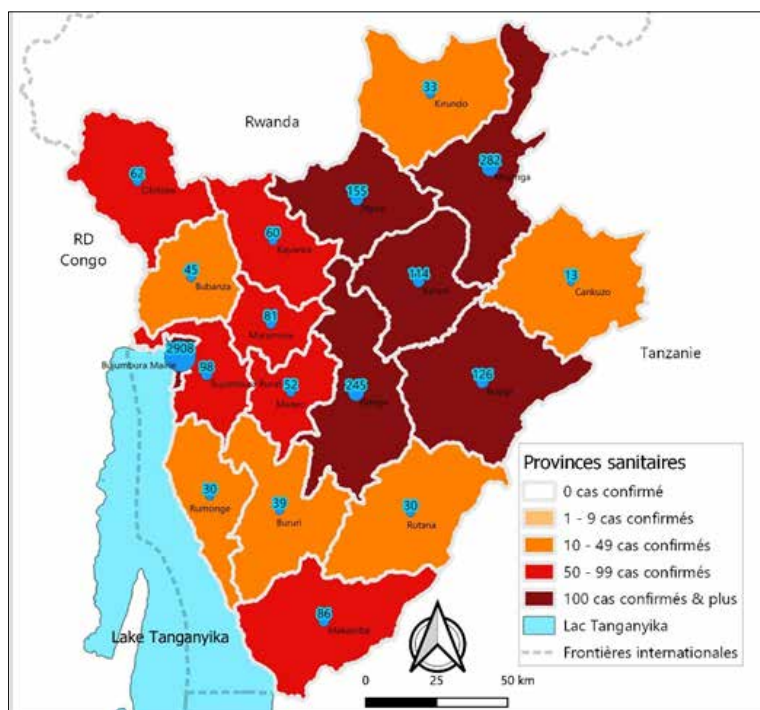 33
Kirundo
Rwanda
282
Muyinga
155
Ngozi
62
Cibitoke
60
Kayanza
RD
Congo
45
Bubanza
114
Karusi
13
Cankuzo
81
Muramvya
2908
Bujumbura Mairie
98
Bujumbura Rural
52
Mwaro
245
Gitega
126
Ruyigi
Tanzanie
30
Rumonge
39
Bururi
30
Rutana
86
Makamba
Lake Tanganyika
Provinces sanitaires
0 cas confirmé
1 - 9 cas confirmés
10 - 49 cas confirmés
50 - 99 cas confirmés
100 cas confirmés & plus
Lac Tanganyika
Frontières internationales
0 25 50 km